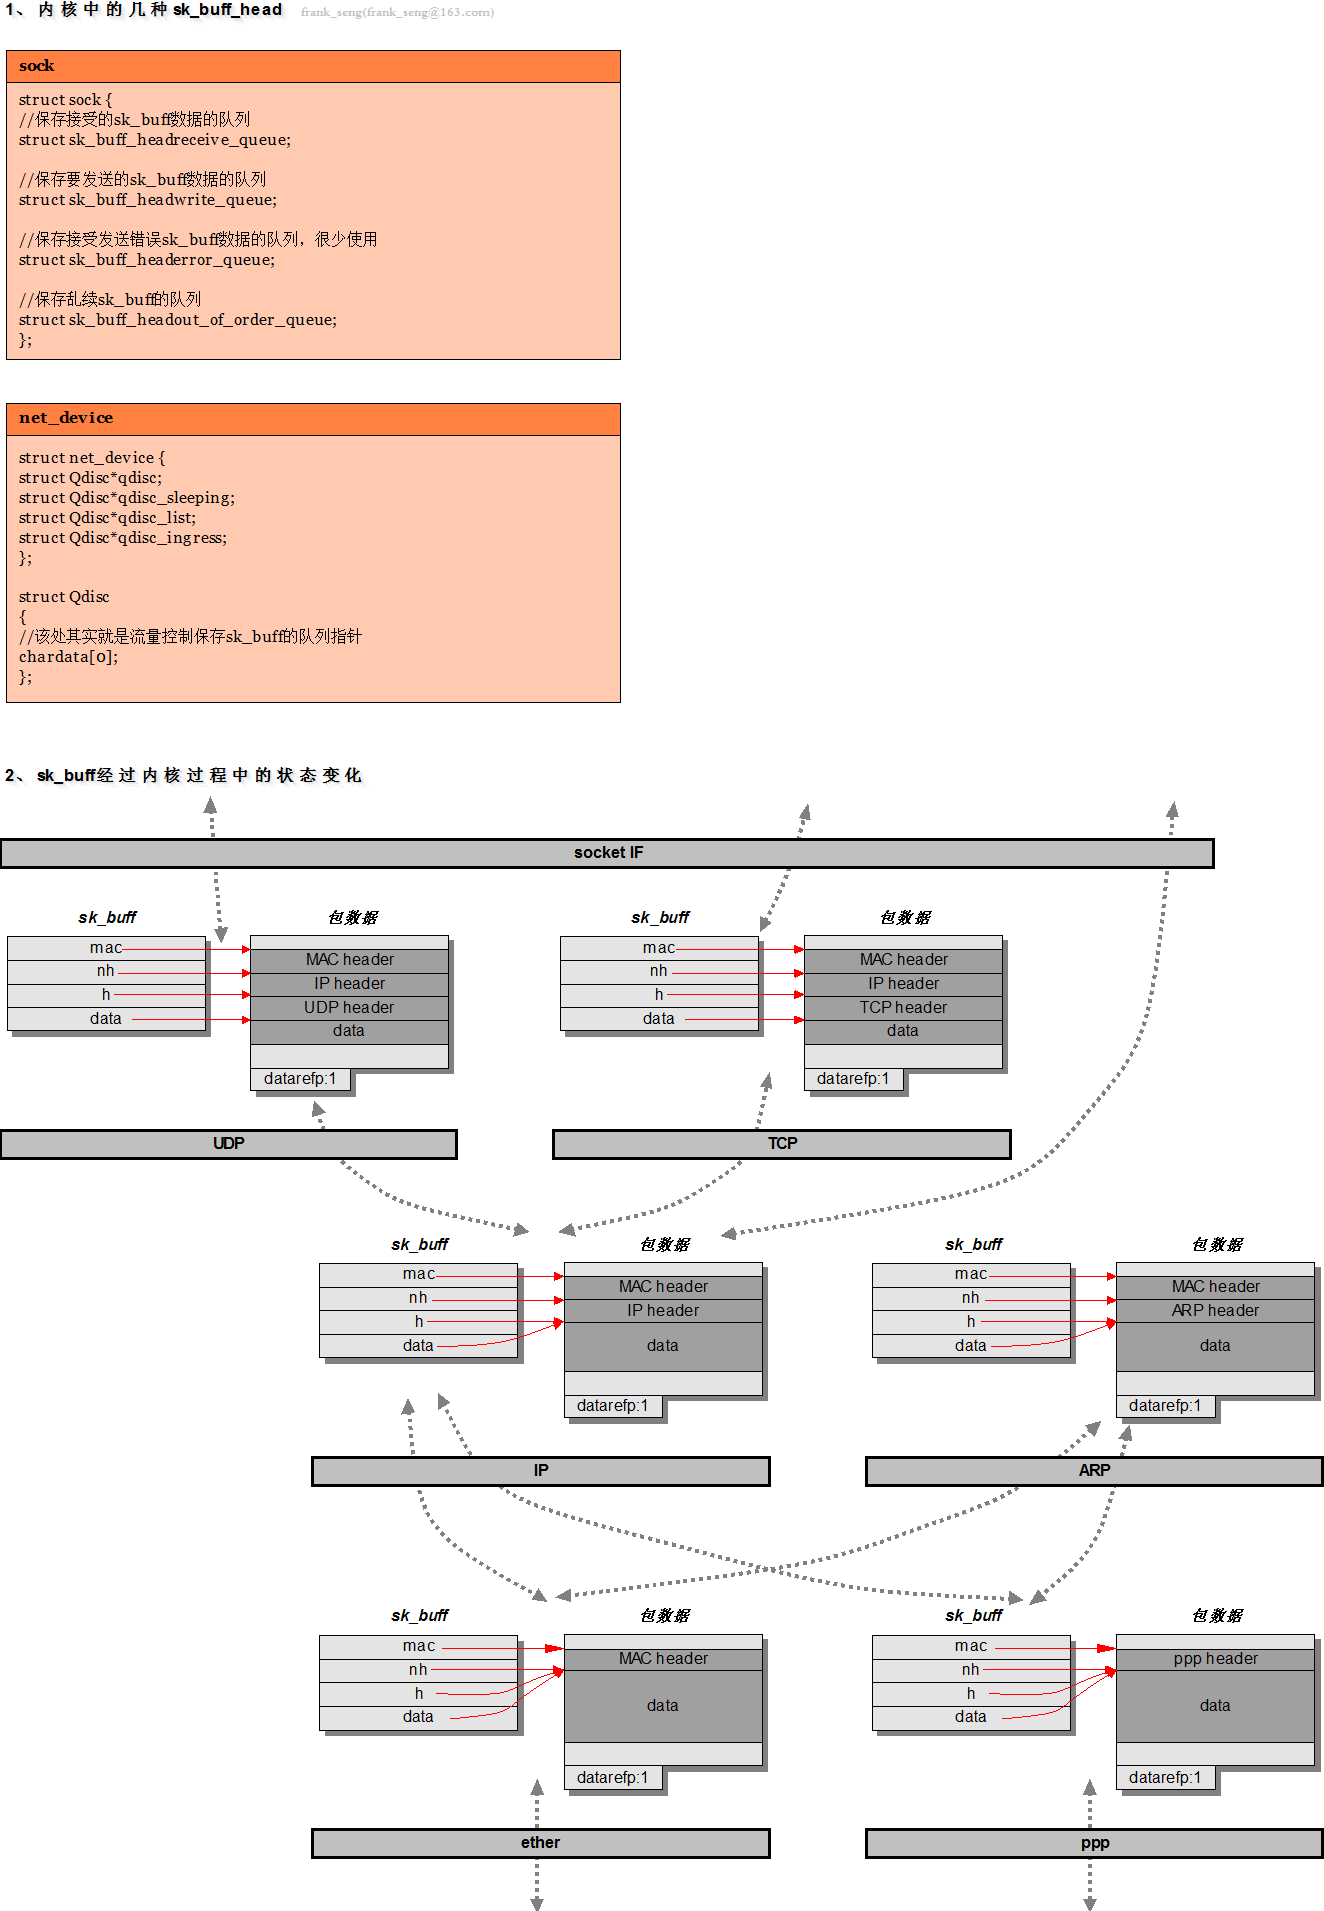 1、内核中的几种sk_buff_head frank_seng(frank_seng@163.com)
sock
struct sock {
//保存接受的sk_buff数据的队列
struct sk_buff_headreceive_queue;
//保存要发送的sk_buff数据的队列
struct sk_buff_headwrite_queue;
//保存接受发送错误sk_buff数据的队列，很少使用
struct sk_buff_headerror_queue;
//保存乱续sk_buff的队列
struct sk_buff_headout_of_order_queue;
};
net_device
struct net_device {
struct Qdisc*qdisc;
struct Qdisc*qdisc_sleeping;
struct Qdisc*qdisc_list;
struct Qdisc*qdisc_ingress;
};
struct Qdisc
{
//该处其实就是流量控制保存sk_buff的队列指针
chardata[0];
};
2、sk_buff经过内核过程中的状态变化
socket IF
sk_buff
mac
nh
h
data
包数据
MAC header
IP header
UDP header
data
datarefp:1
sk_buff
mac
nh
h
data
包数据
MAC header
IP header
TCP header
data
datarefp:1
UDP
TCP
sk_buff
mac
nh
h
data
包数据
MAC header
IP header
data
datarefp:1
sk_buff
mac
nh
h
data
包数据
MAC header
ARP header
data
datarefp:1
IP
ARP
sk_buff
mac
nh
h
data
包数据
MAC header
data
datarefp:1
sk_buff
mac
nh
h
data
包数据
ppp header
data
datarefp:1
ether
ppp